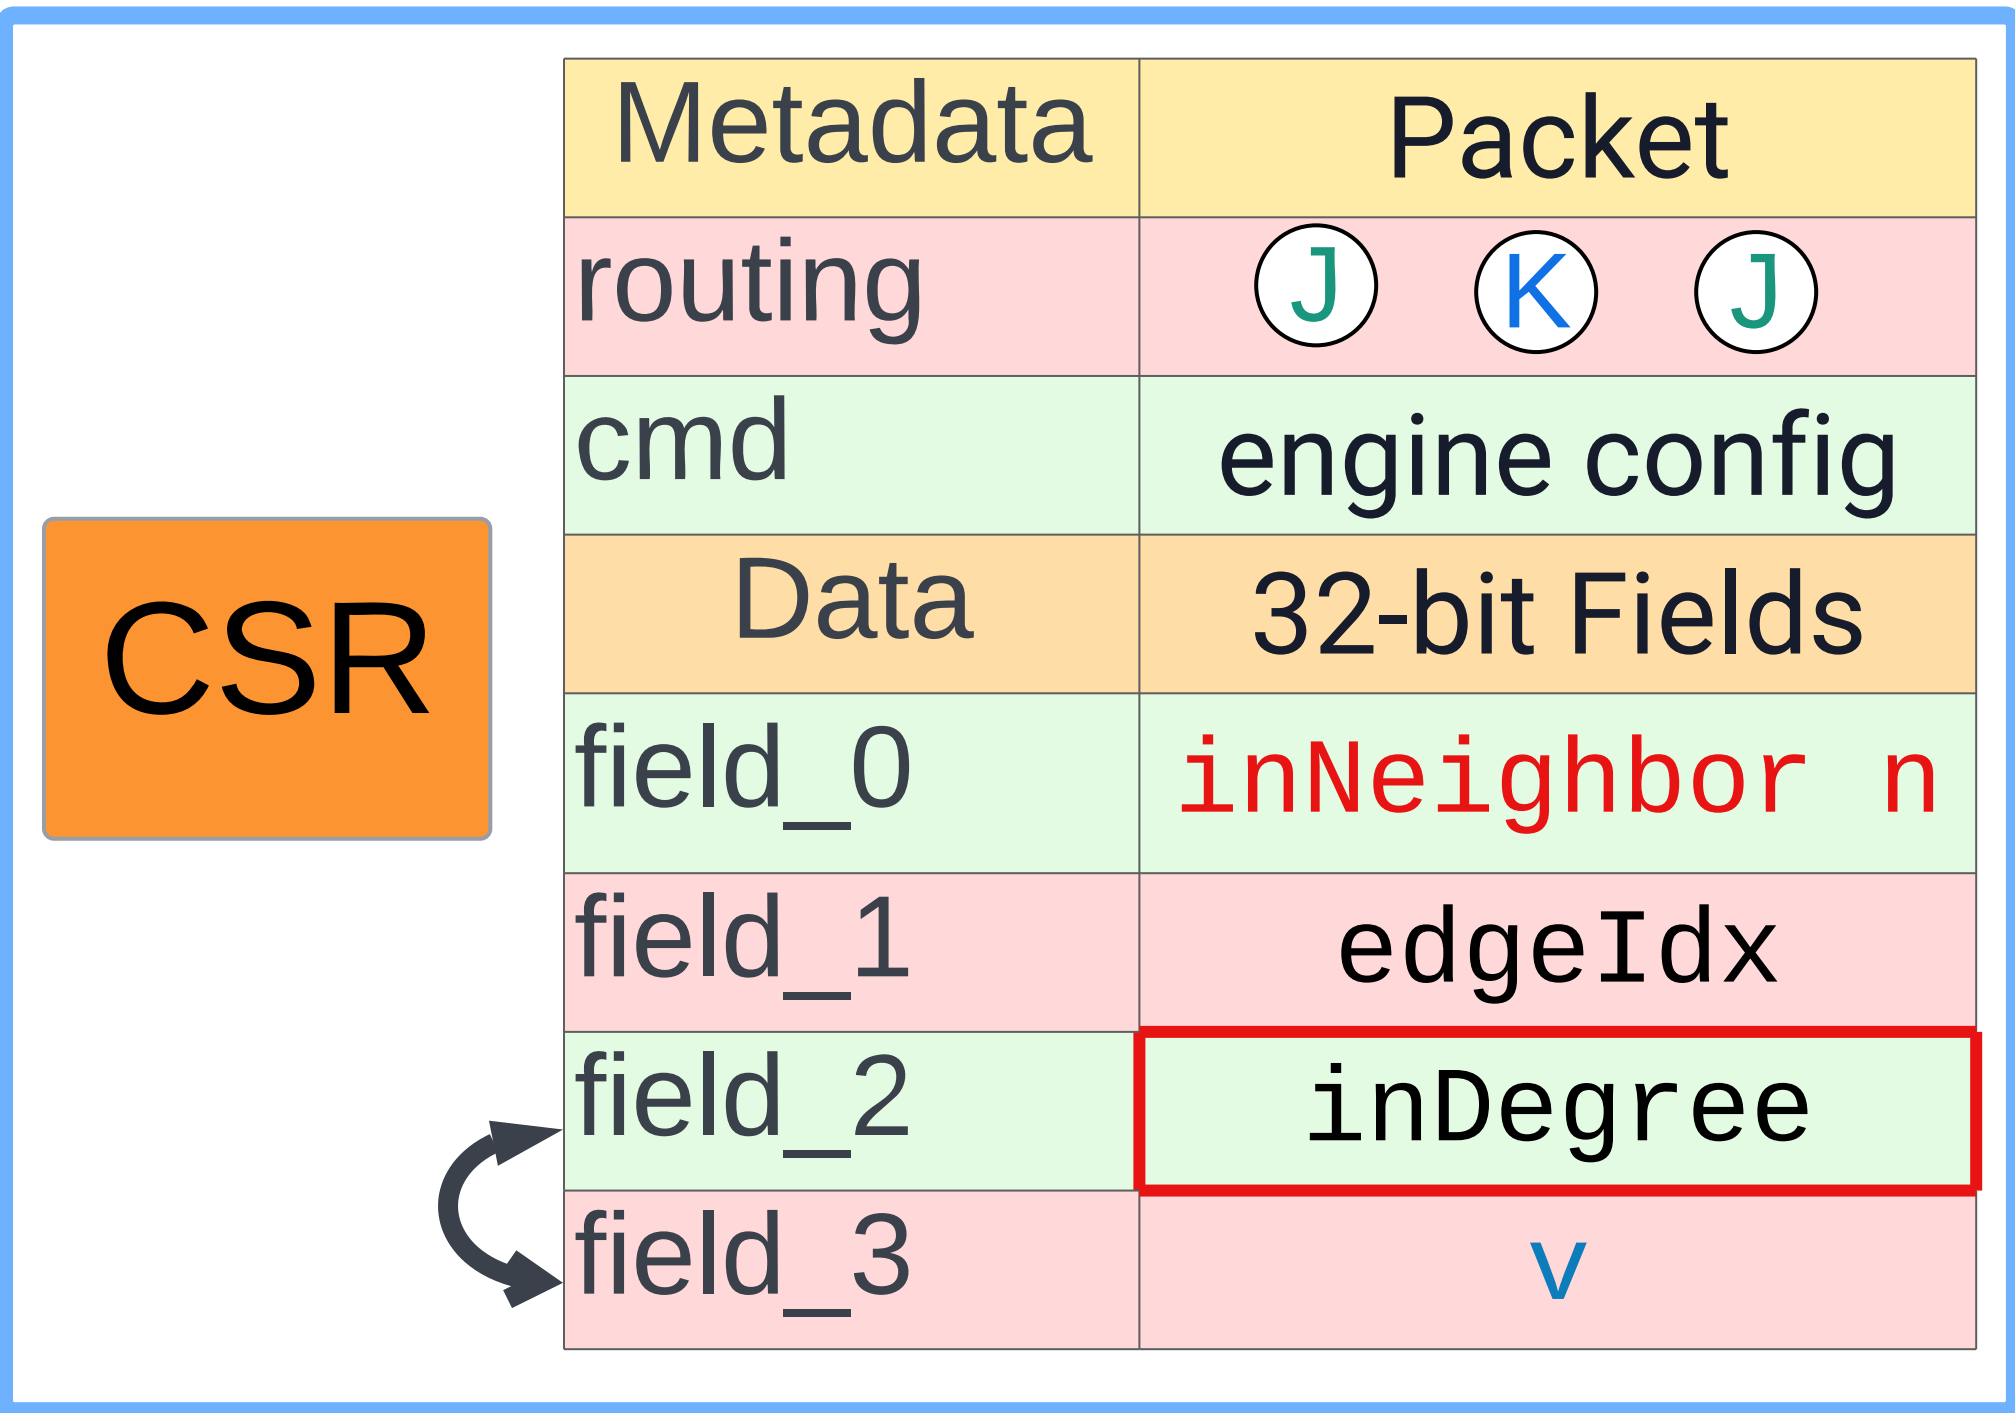 Metadata Packet
routing J K J
cmd engine config
CSR
Data 32-bit Fields
field_0 inNeighbor n
field_1 edgeIdx
field_2 inDegree
field_3 v